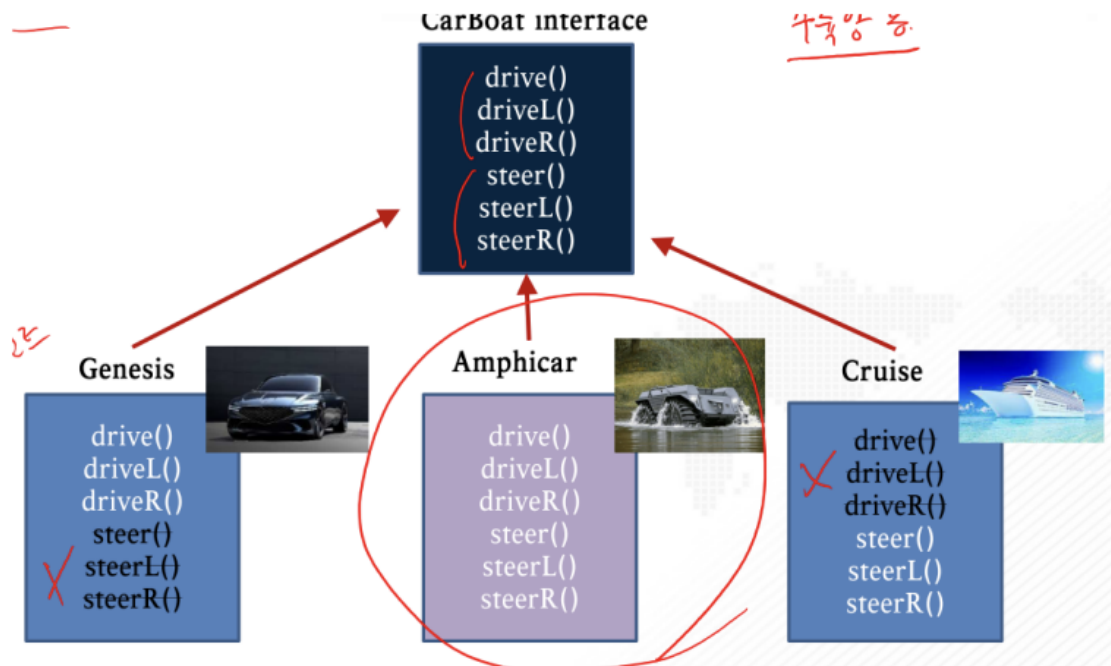 CarBoat interface
drive()
driveL()
driveR()
steer()
steerL()
steerR()
Genesis
drive()
driveL()
driveR()
steer()
steerL()
steerR()
Amphicar
drive()
driveL()
driveR()
steer()
steerL()
steerR()
Cruise
drive()
driveL()
driveR()
steer()
steerL()
steerR()